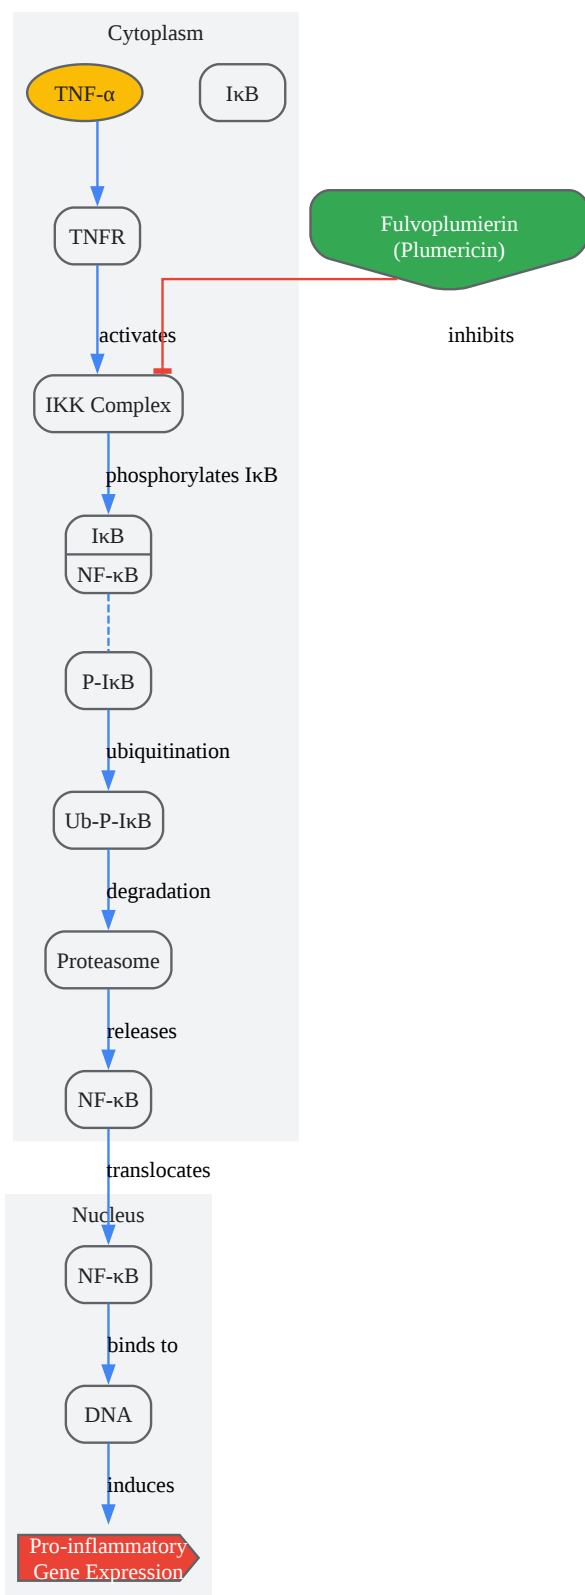 Cytoplasm
TNF-α
IκB
TNFR
Fulvoplumierin
(Plumericin)
activates
inhibits
IKK Complex
phosphorylates IκB
IκB
NF-κB
P-IκB
ubiquitination
Ub-P-IκB
degradation
Proteasome
releases
NF-κB
translocates
Nucleus
NF-κB
binds to
DNA
induces
Pro-inflammatory
Gene Expression